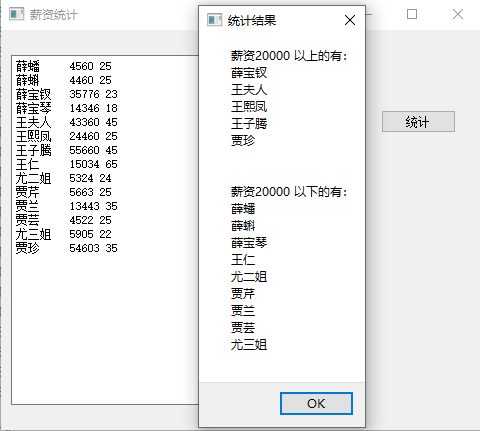 薪资统计
薛蟠 4560 25
薛蝌 4460 25
薛宝钗 35776 23
薛宝琴 14346 18
王夫人 43360 45
王熙凤 24460 25
王子腾 55660 45
王仁 15034 65
尤二姐 5324 24
贾芹 5663 25
贾兰 13443 35
贾芸 4522 25
尤三姐 5905 22
贾珍 54603 35
统计
统计结果
薪资20000 以上的有：
薛宝钗
王夫人
王熙凤
王子腾
贾珍
薪资20000 以下的有：
薛蟠
薛蝌
薛宝琴
王仁
尤二姐
贾芹
贾兰
贾芸
尤三姐
OK